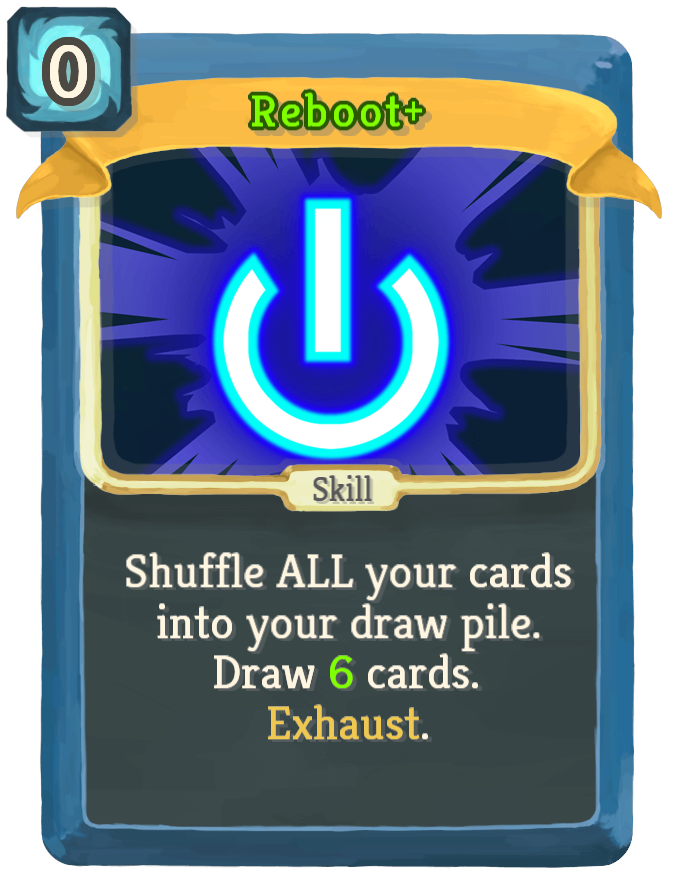 0
Reboot+
Skill
Shuffle ALL your cards
into your draw pile.
Draw 6 cards.
Exhaust.